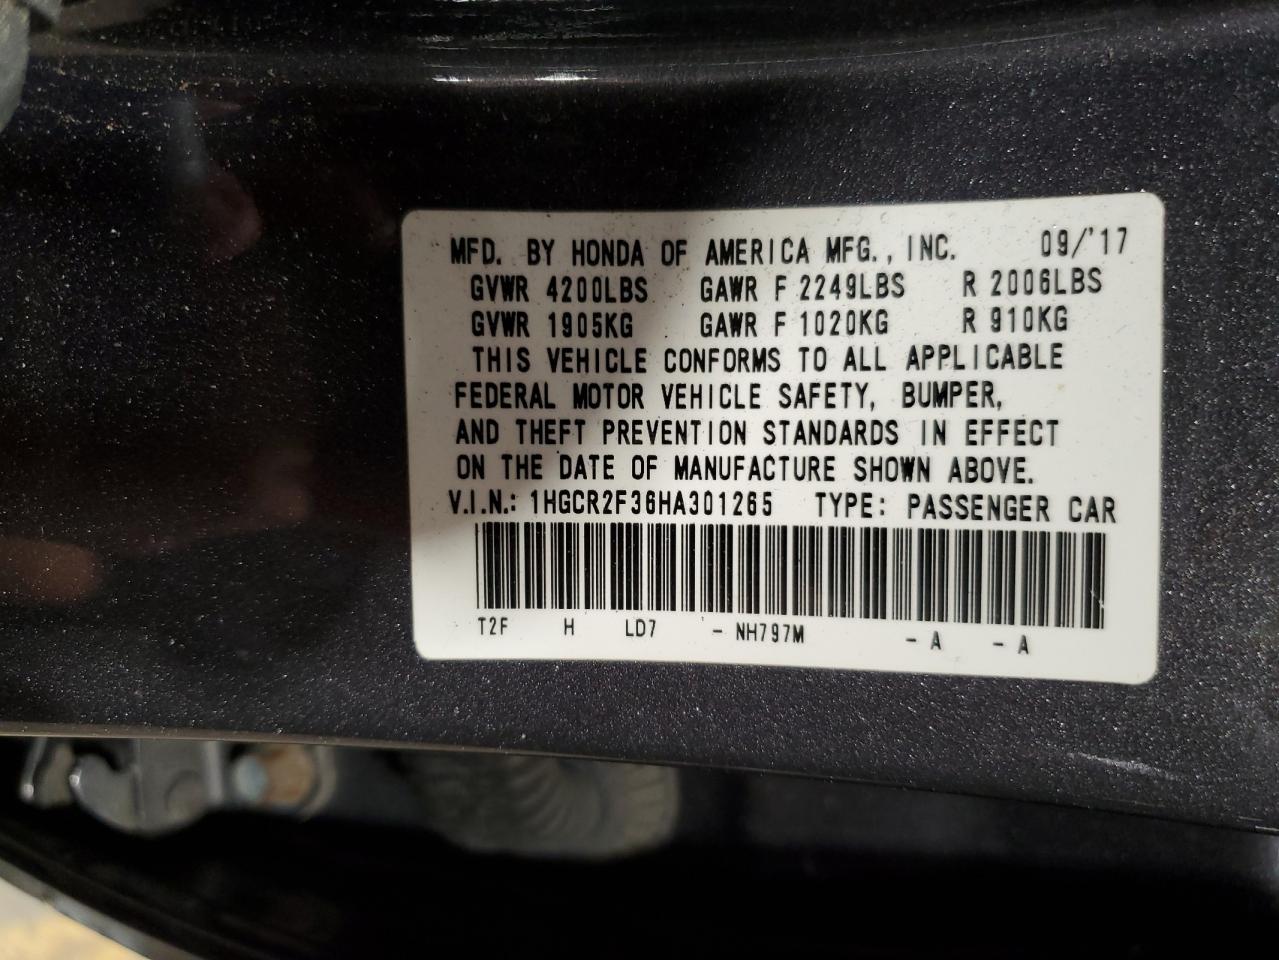 MFD. BY HONDA OF AMERICA MFG., INC. 09/'17
GVWR 4200LBS GAWR F 2249LBS R 2006LBS
GVWR 1905KG GAWR F 1020KG R 910KG
THIS VEHICLE CONFORMS TO ALL APPLICABLE
FEDERAL MOTOR VEHICLE SAFETY, BUMPER,
AND THEFT PREVENTION STANDARDS IN EFFECT
ON THE DATE OF MANUFACTURE SHOWN ABOVE.
V.I.N.: 1HGCR2F36HA301265 TYPE: PASSENGER CAR
T2F H LD7 - NH797M - A - A